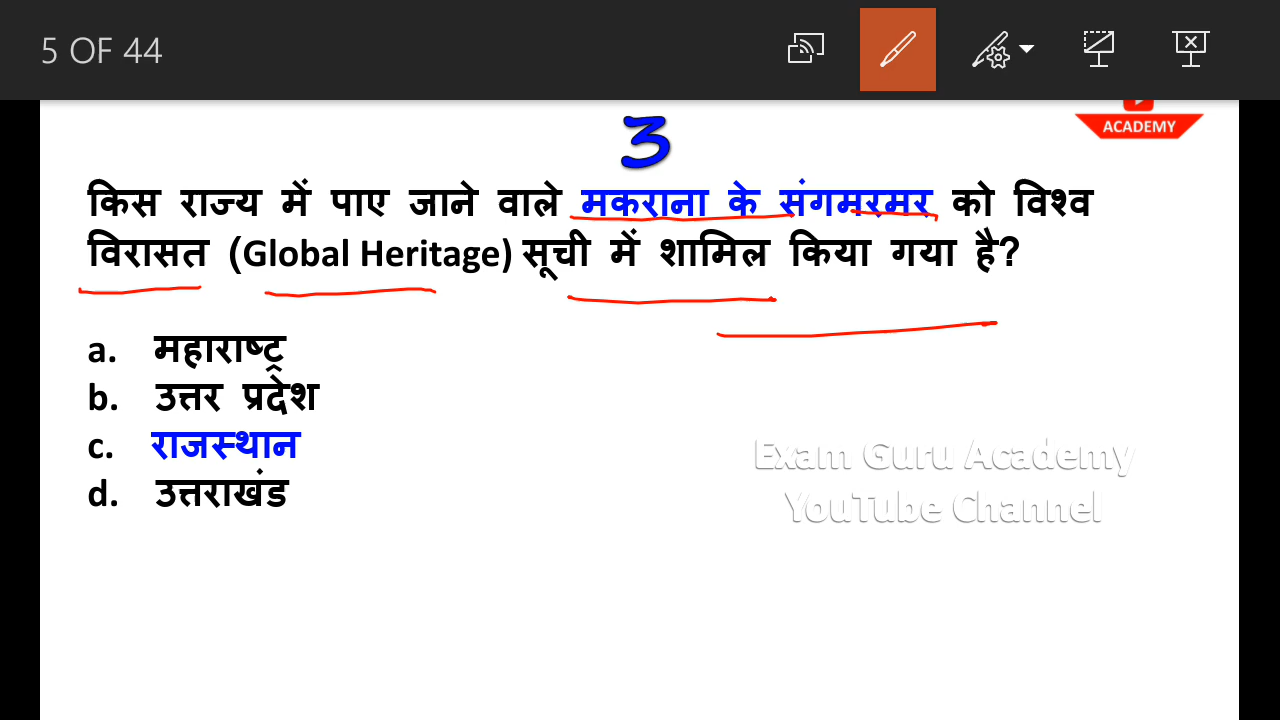 5 OF 44
ACADEMY
3
किस राज्य में पाए जाने वाले मकराना के संगमरमर को विश्व
विरासत (Global Heritage) सूची में शामिल किया गया है?
a. महाराष्ट्र
b. उत्तर प्रदेश
c. राजस्थान
d. उत्तराखंड
Exam Guru Academy
YouTube Channel